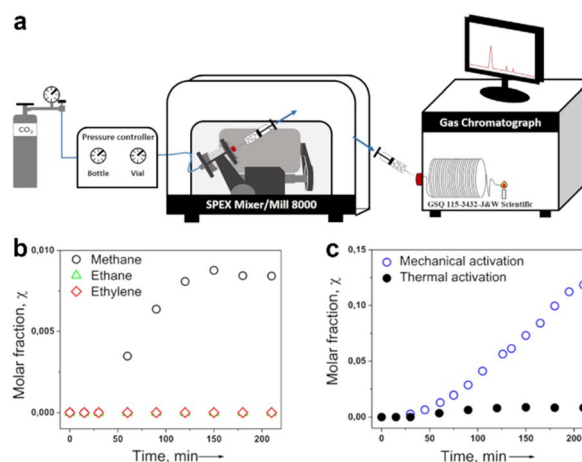 a
CO₂
Pressure controller
Bottle
Vial
SPEX Mixer/Mill 8000
Gas Chromatograph
GSQ 115-3432-J&W Scientific
b
0,010
0,005
0,000
Molar fraction, χ
Methane
Ethane
Ethylene
0
50
100
150
200
Time, min
c
0,15
0,10
0,05
0,00
Molar fraction, χ
Mechanical activation
Thermal activation
0
50
100
150
200
Time, min